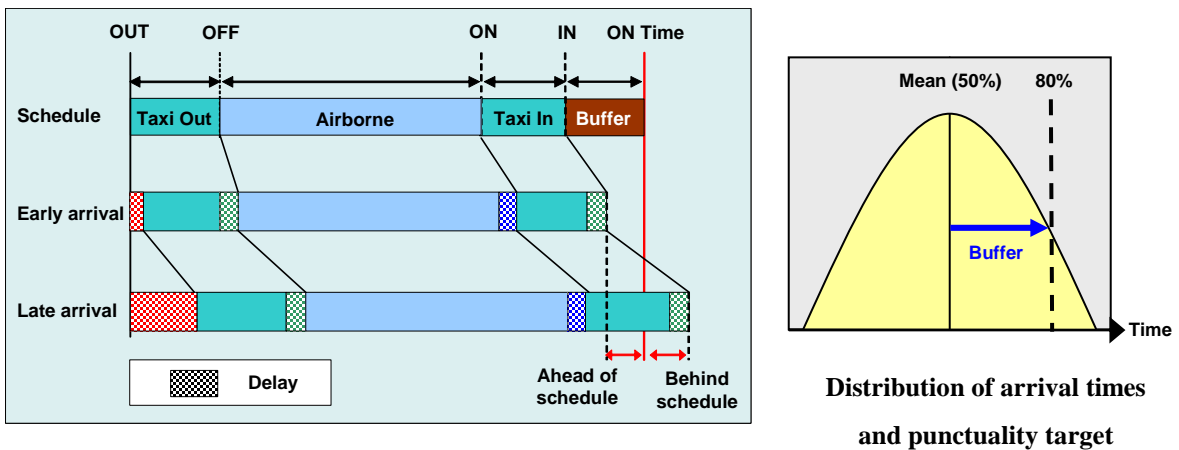 OUT OFF ON IN ON Time
Schedule
Taxi Out Airborne Taxi In Buffer
Early arrival
Late arrival
Delay
Ahead of
schedule
Behind
schedule
Mean (50%) 80%
Buffer
Time
Distribution of arrival times
and punctuality target